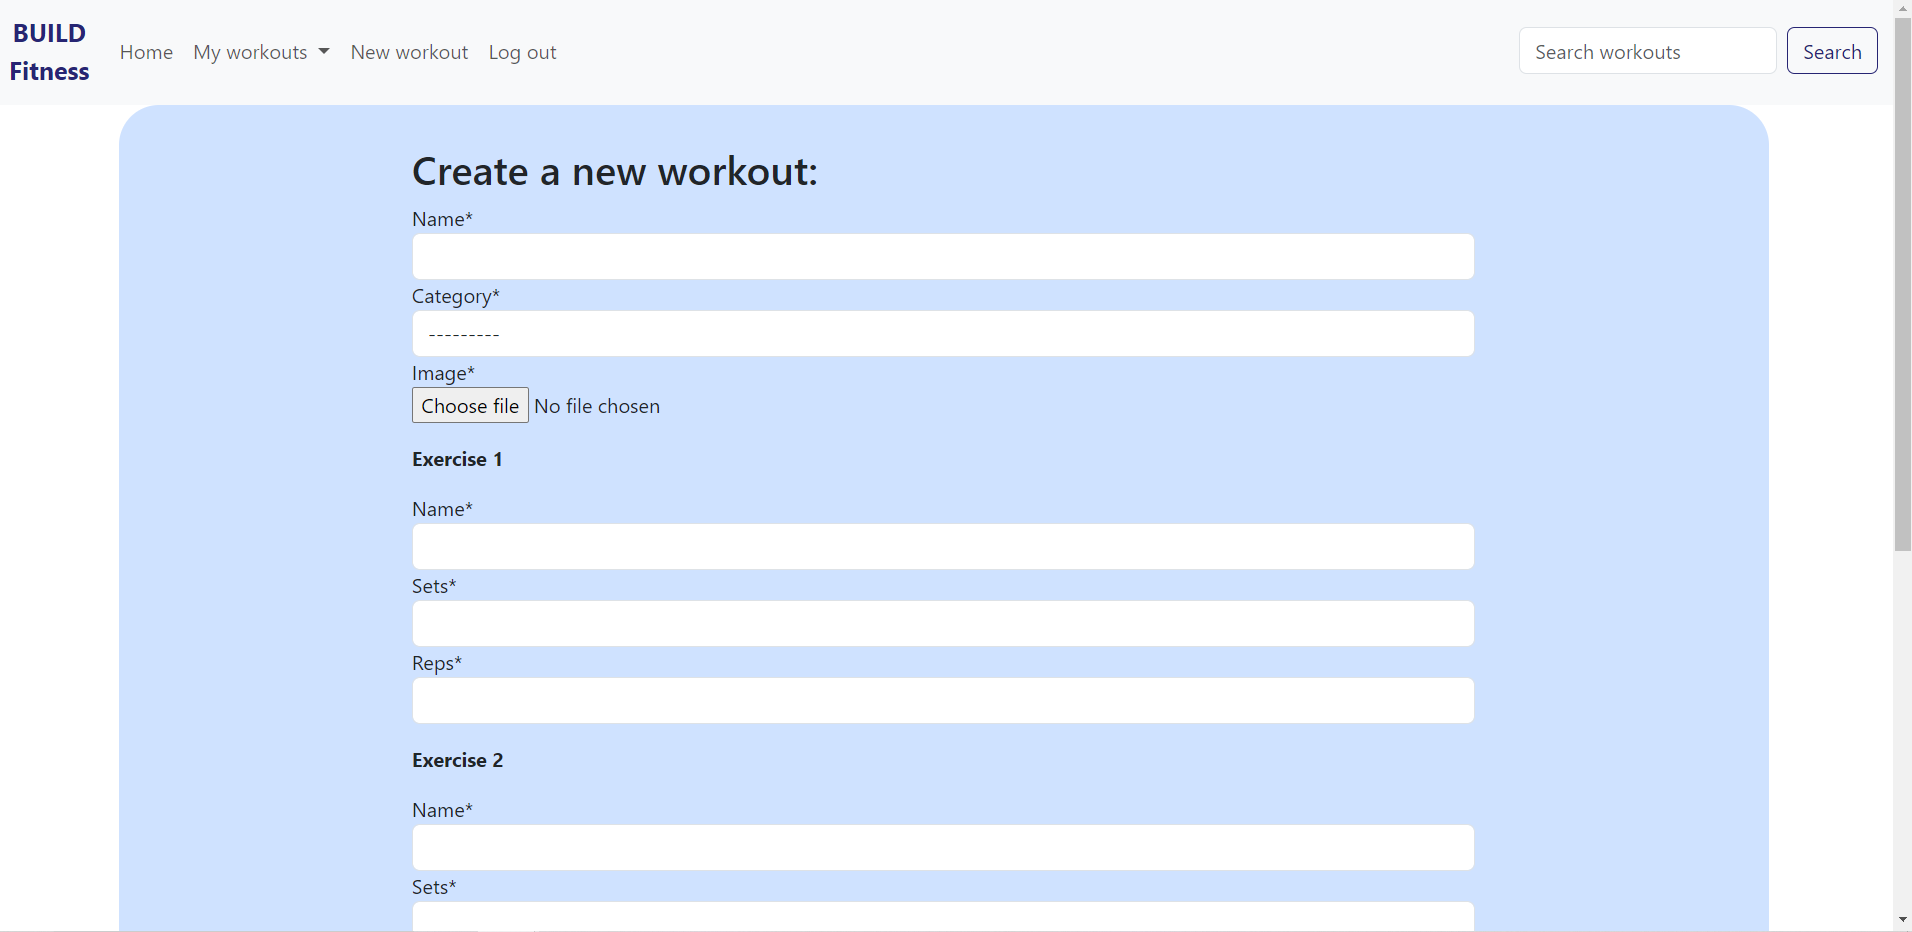 BUILD
Fitness
Home My workouts New workout Log out
Search workouts Search
Create a new workout:
Name*
Category*
---------
Image*
Choose file No file chosen
Exercise 1
Name*
Sets*
Reps*
Exercise 2
Name*
Sets*